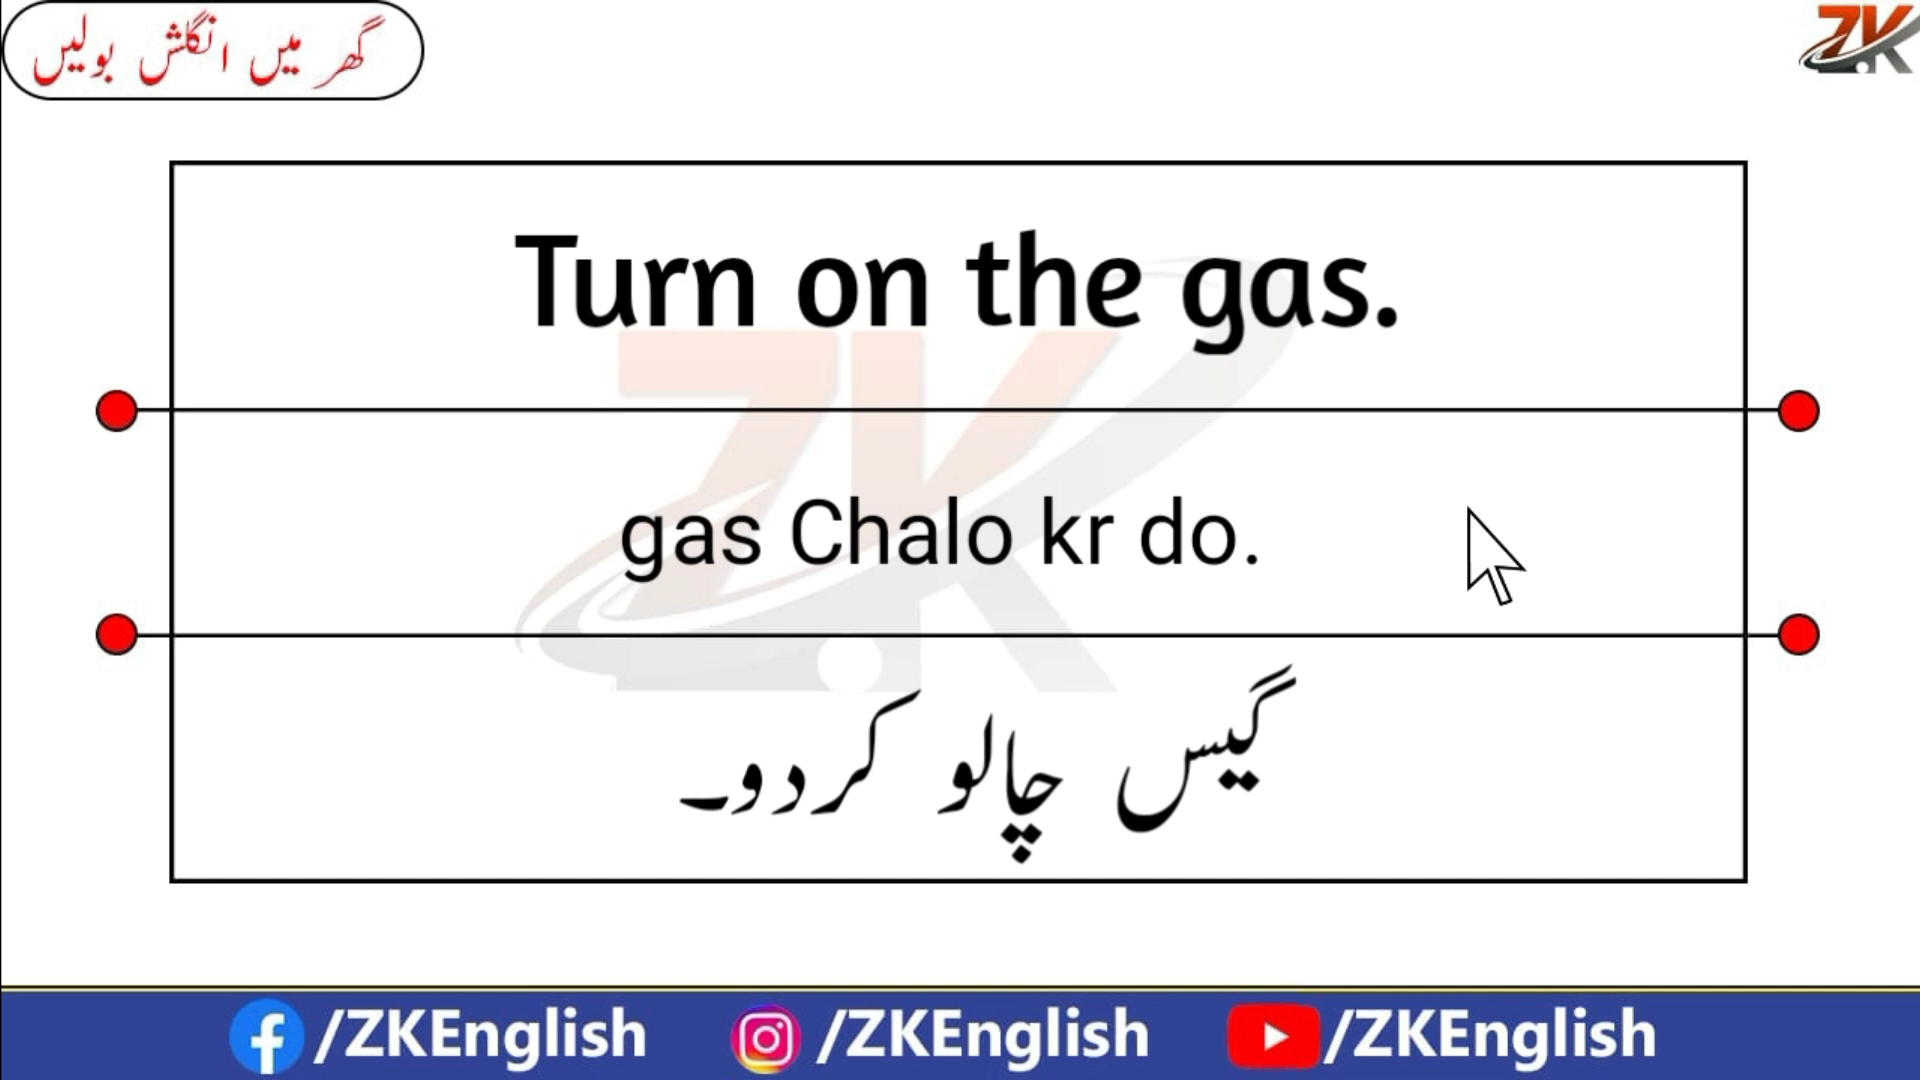 گھر میں انگلش بولیں
ZK
Turn on the gas.
gas Chalo kr do.
گیس چالو کردو۔
/ZKEnglish /ZKEnglish /ZKEnglish